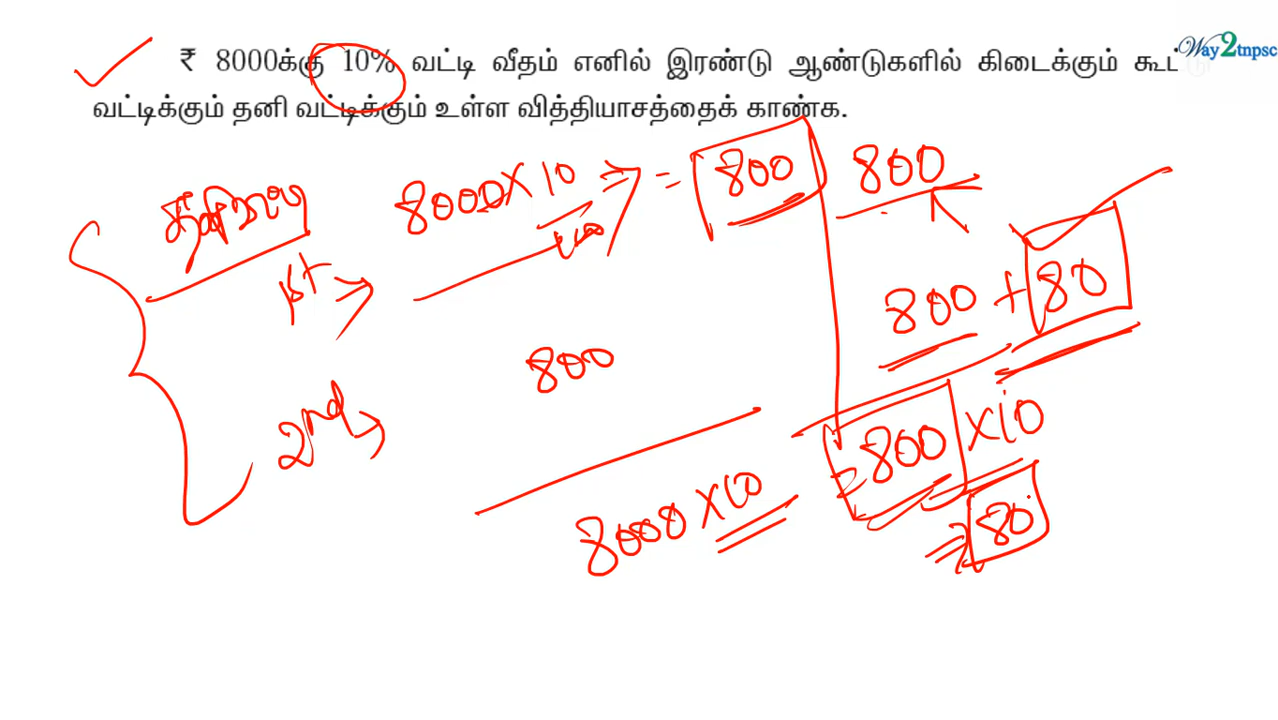 ₹ 8000க்கு 10% வட்டி வீதம் எனில் இரண்டு ஆண்டுகளில் கிடைக்கும் கூட்
Way2tnpsc
வட்டிக்கும் தனி வட்டிக்கும் உள்ள வித்தியாசத்தைக் காண்க.
8000 × 10 = 800 800
100
1st
800 + 80
800
2nd
800 × 10
8000 × 10
80